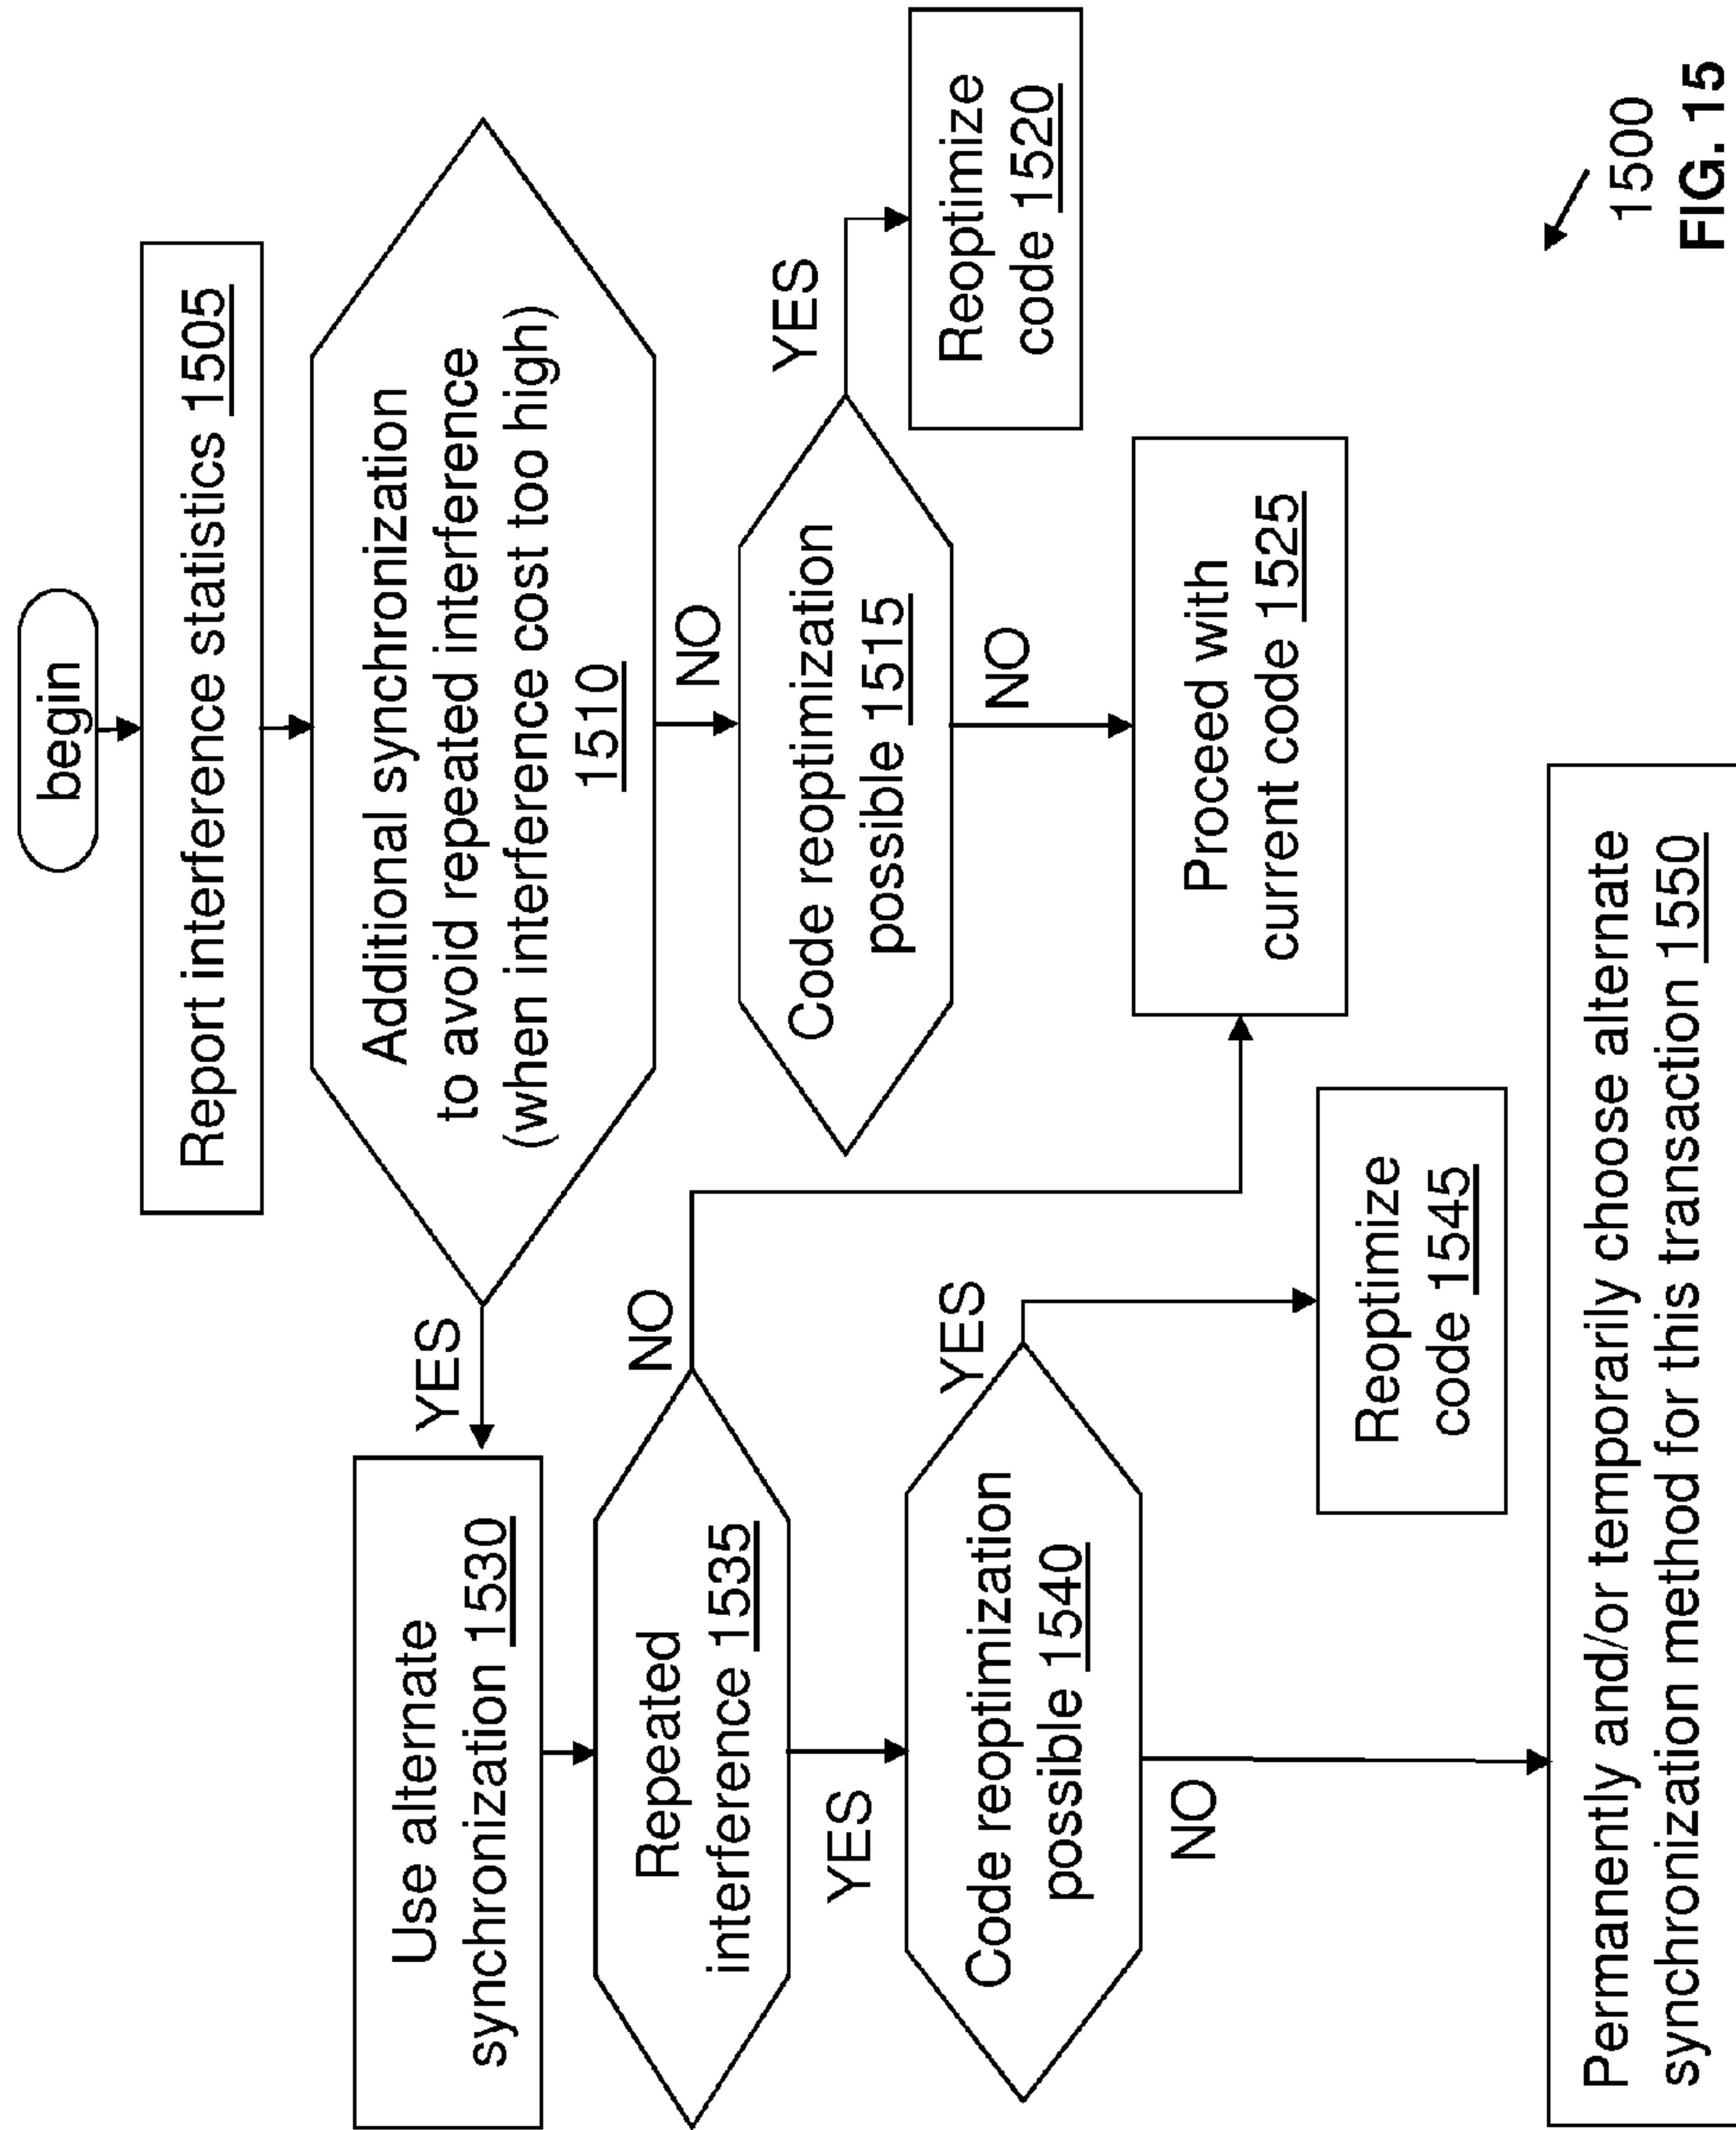 begin
Report interference statistics 1505
Additional synchronization
to avoid repeated interference
(when interference cost too high)
1510
YES
NO
Use alternate
synchronization 1530
Repeated
interference 1535
NO
YES
Code reoptimization
possible 1515
YES
NO
Reoptimize
code 1520
Proceed with
current code 1525
Code reoptimization
possible 1540
YES
NO
Reoptimize
code 1545
Permanently and/or temporarily choose alternate
synchronization method for this transaction 1550
1500
FIG. 15